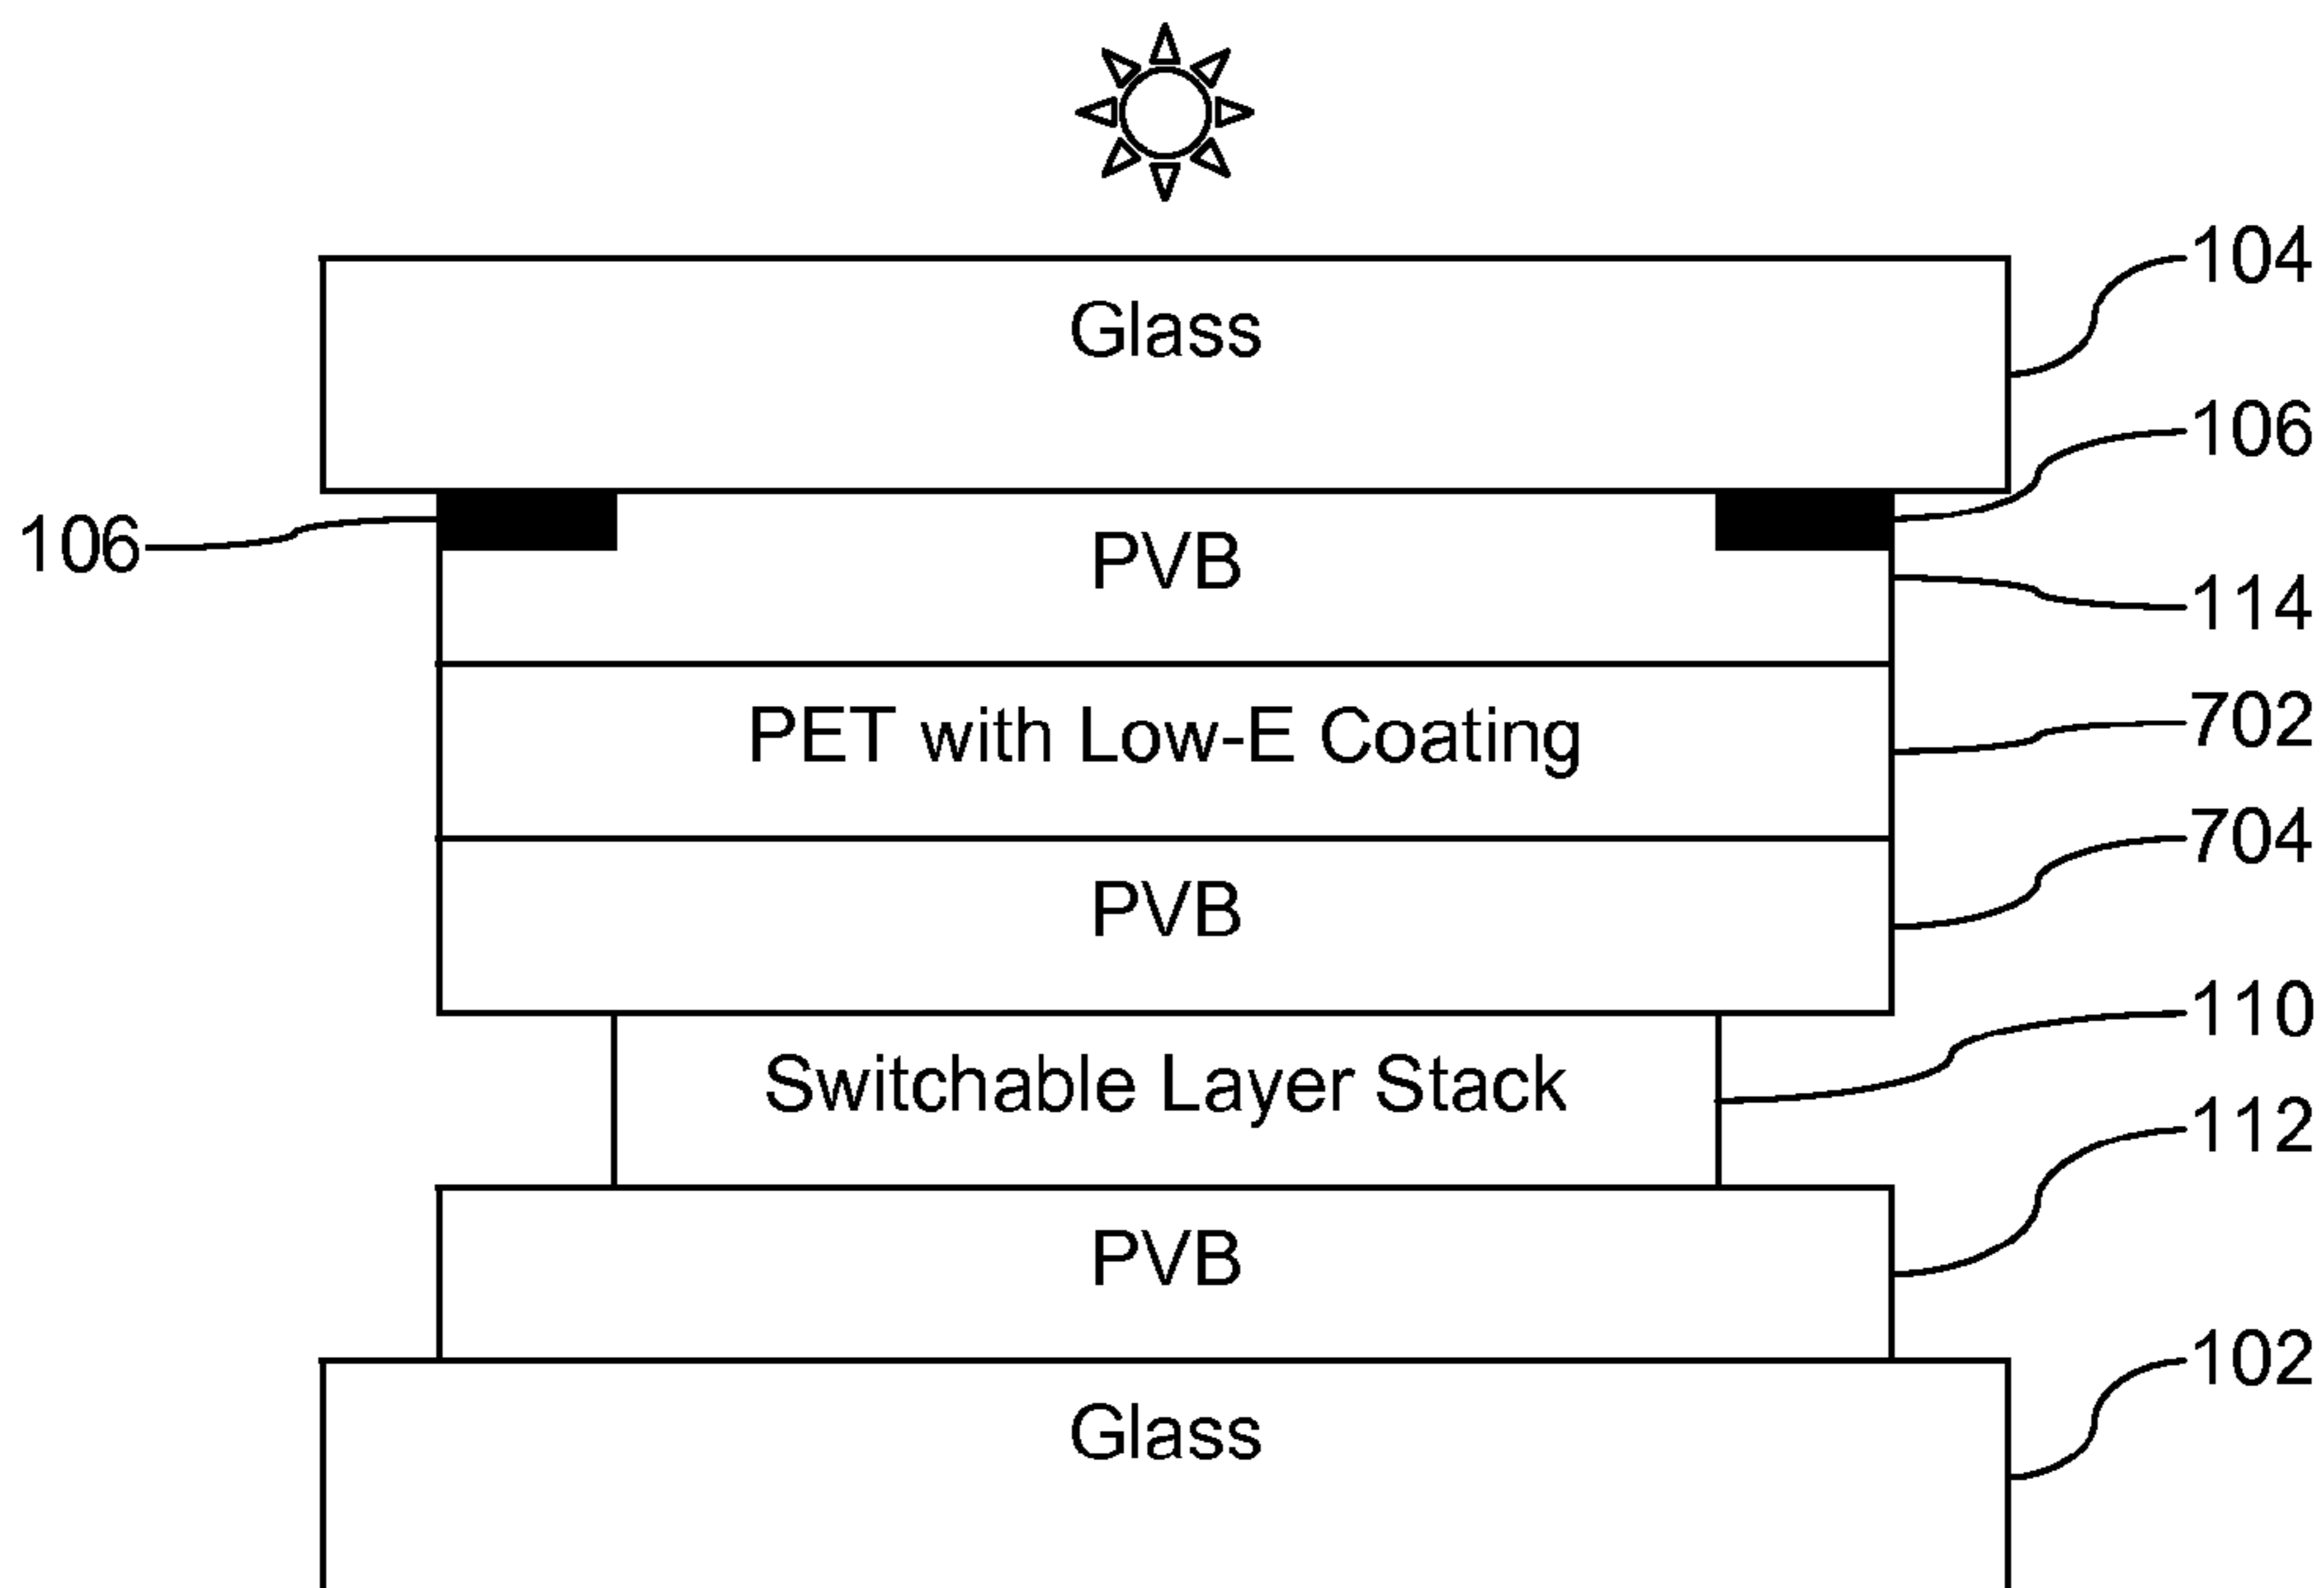 Glass
104
106
106
PVB
114
PET with Low-E Coating
702
704
PVB
110
Switchable Layer Stack
112
PVB
102
Glass